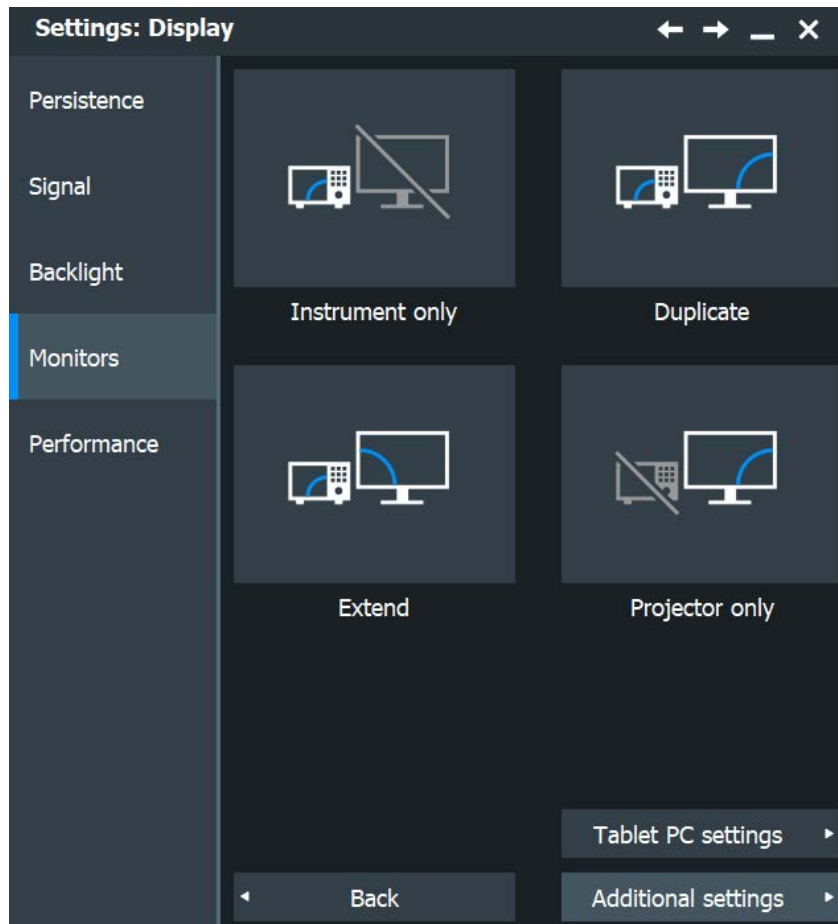 Settings: Display
Persistence
Signal
Backlight
Monitors
Performance
Instrument only
Duplicate
Extend
Projector only
Tablet PC settings
Back
Additional settings